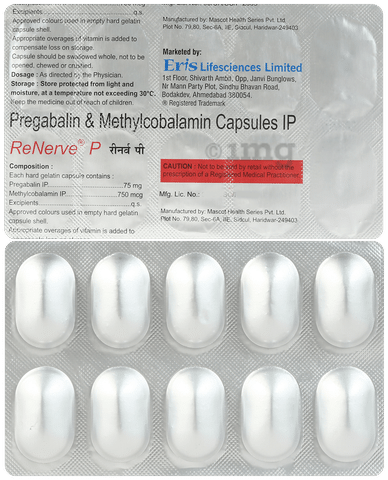 Excipients.............................q.s.
Approved colours used in empty hard gelatin
capsule shell.
Appropriate overages of vitamin is added to
compensate loss on storage.
Capsule should be swallowed whole, not to be
opened, chewed or crushed.
Dosage : As directed by the Physician.
Storage : Store protected from light and
moisture, at a temperature not exceeding 30°C.
Keep the medicine out of reach of children.
Manufactured by: Mascot Health Series Pvt. Ltd.
Plot No. 79,80, Sec-6A, IIE, Sidcul, Haridwar-249403
Marketed by:
Eris Lifesciences Limited
1st Floor, Shivarth Ambit, Opp. Janvi Bunglows,
Nr Mann Party Plot, Sindhu Bhavan Road,
Bodakdev, Ahmedabad 380054.
® Registered Trademark
Pregabalin & Methylcobalamin Capsules IP
ReNerve® P रीनर्व पी
Composition :
Each hard gelatin capsule contains :
Pregabalin IP.............................75 mg
Methylcobalamin IP....................750 mcg
Excipients.............................q.s.
Approved colours used in empty hard gelatin
capsule shell.
Appropriate overages of vitamin is added to
compensate loss on storage.
CAUTION : Not to be sold by retail without the
prescription of a Registered Medical Practitioner.
1mg
Mfg. Lic. No.:
Manufactured by: Mascot Health Series Pvt. Ltd.
Plot No. 79,80, Sec-6A, IIE, Sidcul, Haridwar-249403